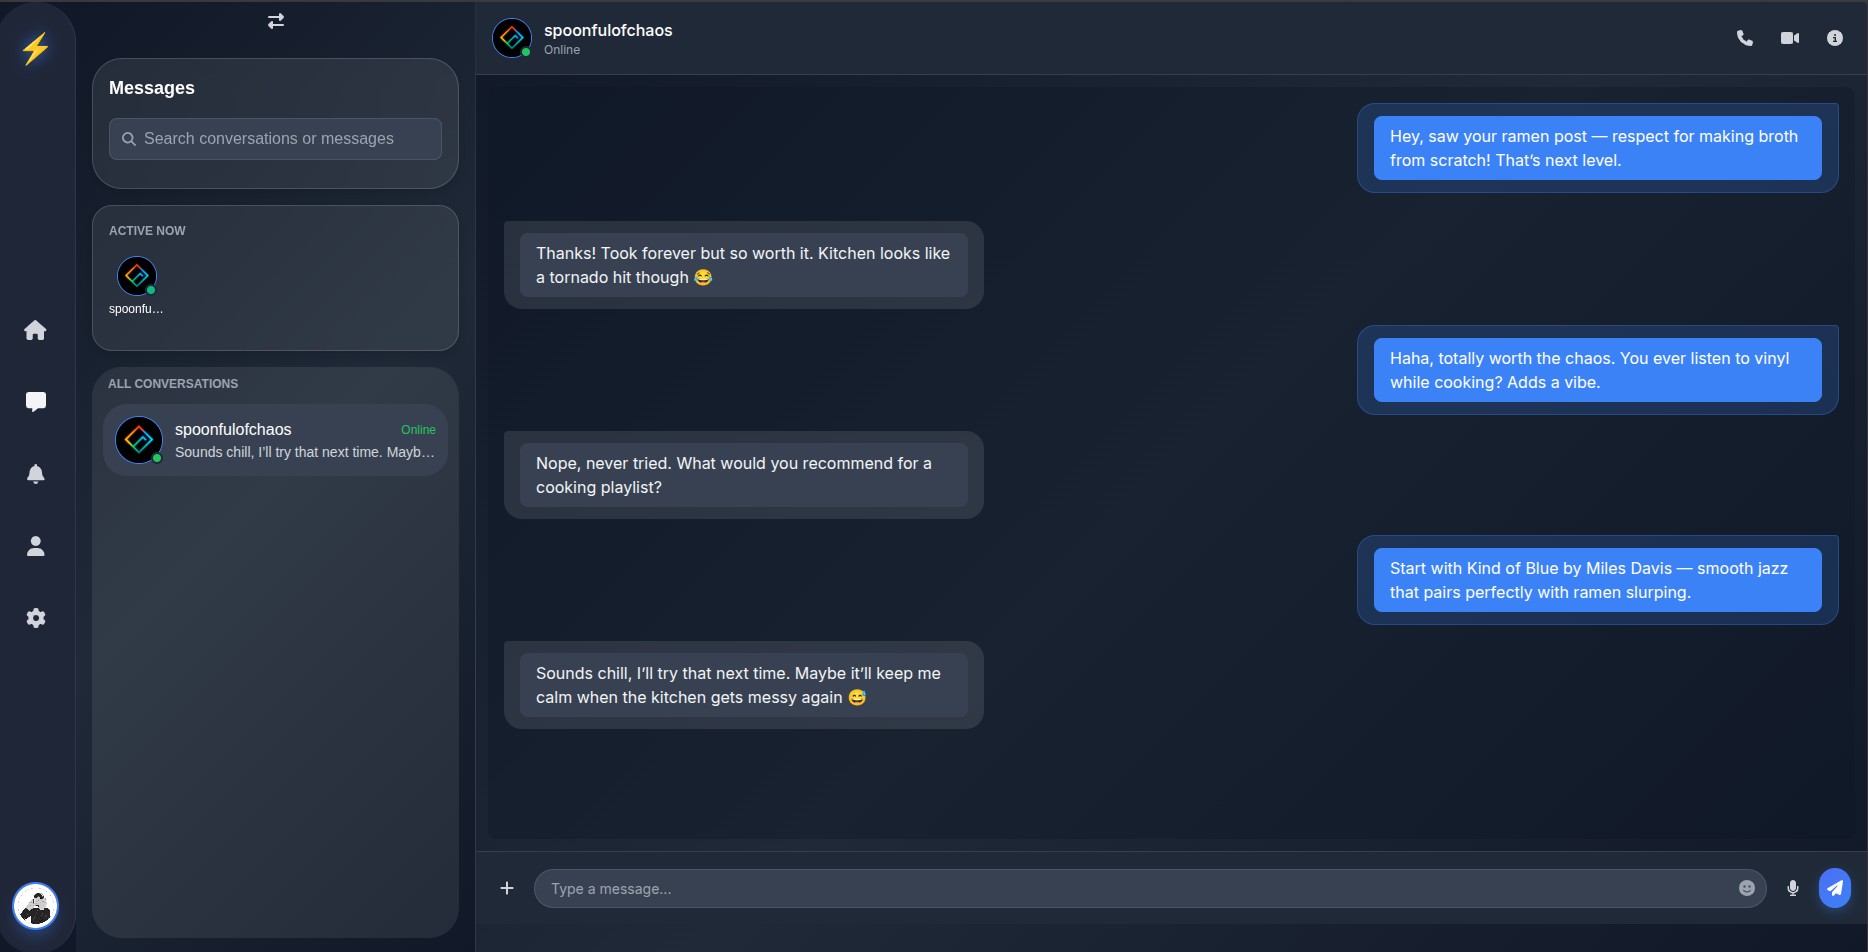 Messages
Search conversations or messages
ACTIVE NOW
spoonfu...
ALL CONVERSATIONS
spoonfulofchaos
Online
Sounds chill, I’ll try that next time. Mayb...
spoonfulofchaos
Online
Hey, saw your ramen post — respect for making broth
from scratch! That’s next level.
Thanks! Took forever but so worth it. Kitchen looks like
a tornado hit though 😂
Haha, totally worth the chaos. You ever listen to vinyl
while cooking? Adds a vibe.
Nope, never tried. What would you recommend for a
cooking playlist?
Start with Kind of Blue by Miles Davis — smooth jazz
that pairs perfectly with ramen slurping.
Sounds chill, I’ll try that next time. Maybe it’ll keep me
calm when the kitchen gets messy again 😅
Type a message...